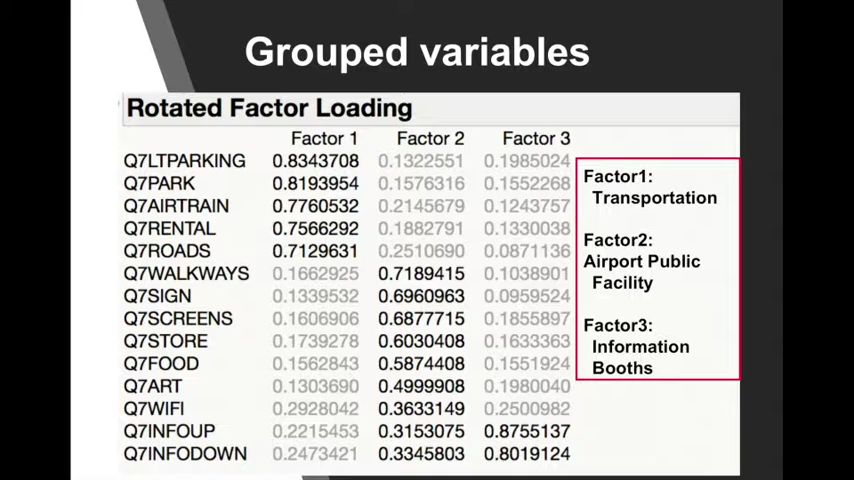 Grouped variables
Rotated Factor Loading
Factor 1 Factor 2 Factor 3
Q7LTPARKING 0.8343708 0.1322551 0.1985024
Q7PARK 0.8193954 0.1576316 0.1552268
Q7AIRTRAIN 0.7760532 0.2145679 0.1243757
Q7RENTAL 0.7566292 0.1882791 0.1330038
Q7ROADS 0.7129631 0.2510690 0.0871136
Q7WALKWAYS 0.1662925 0.7189415 0.1038901
Q7SIGN 0.1339532 0.6960963 0.0959524
Q7SCREENS 0.1606906 0.6877715 0.1855897
Q7STORE 0.1739278 0.6030408 0.1633363
Q7FOOD 0.1562843 0.5874408 0.1551924
Q7ART 0.1303690 0.4999908 0.1980040
Q7WIFI 0.2928042 0.3633149 0.2500982
Q7INFOUP 0.2215453 0.3153075 0.8755137
Q7INFODOWN 0.2473421 0.3345803 0.8019124
Factor1:
Transportation
Factor2:
Airport Public
Facility
Factor3:
Information
Booths